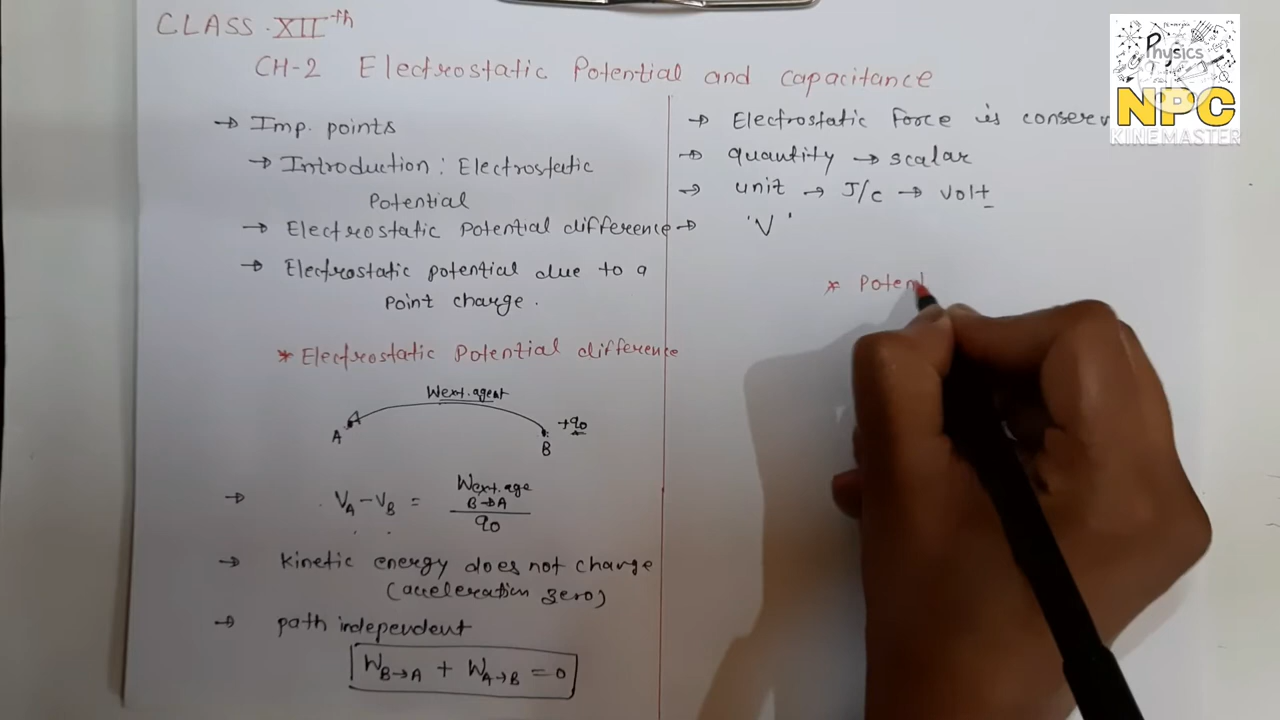 CLASS. XII^th
CH-2 Electrostatic Potential and capacitance
→ Imp. points
→ Introduction : Electrostatic
Potential
→ Electrostatic Potential difference
→ Electrostatic potential due to a
Point charge.
* Electrostatic Potential difference
Wext. agent
A
+q0
B
→ VA - VB = Wext. age B→A / q0
→ kinetic energy does not charge
(acceleration zero)
→ path independent
WB→A + WA→B = 0
→ Electrostatic Force is conserv
→ quantity → scalar
→ unit → J/c → volt
→ 'V'
* Poten
Physics
NPC
KINEMASTER